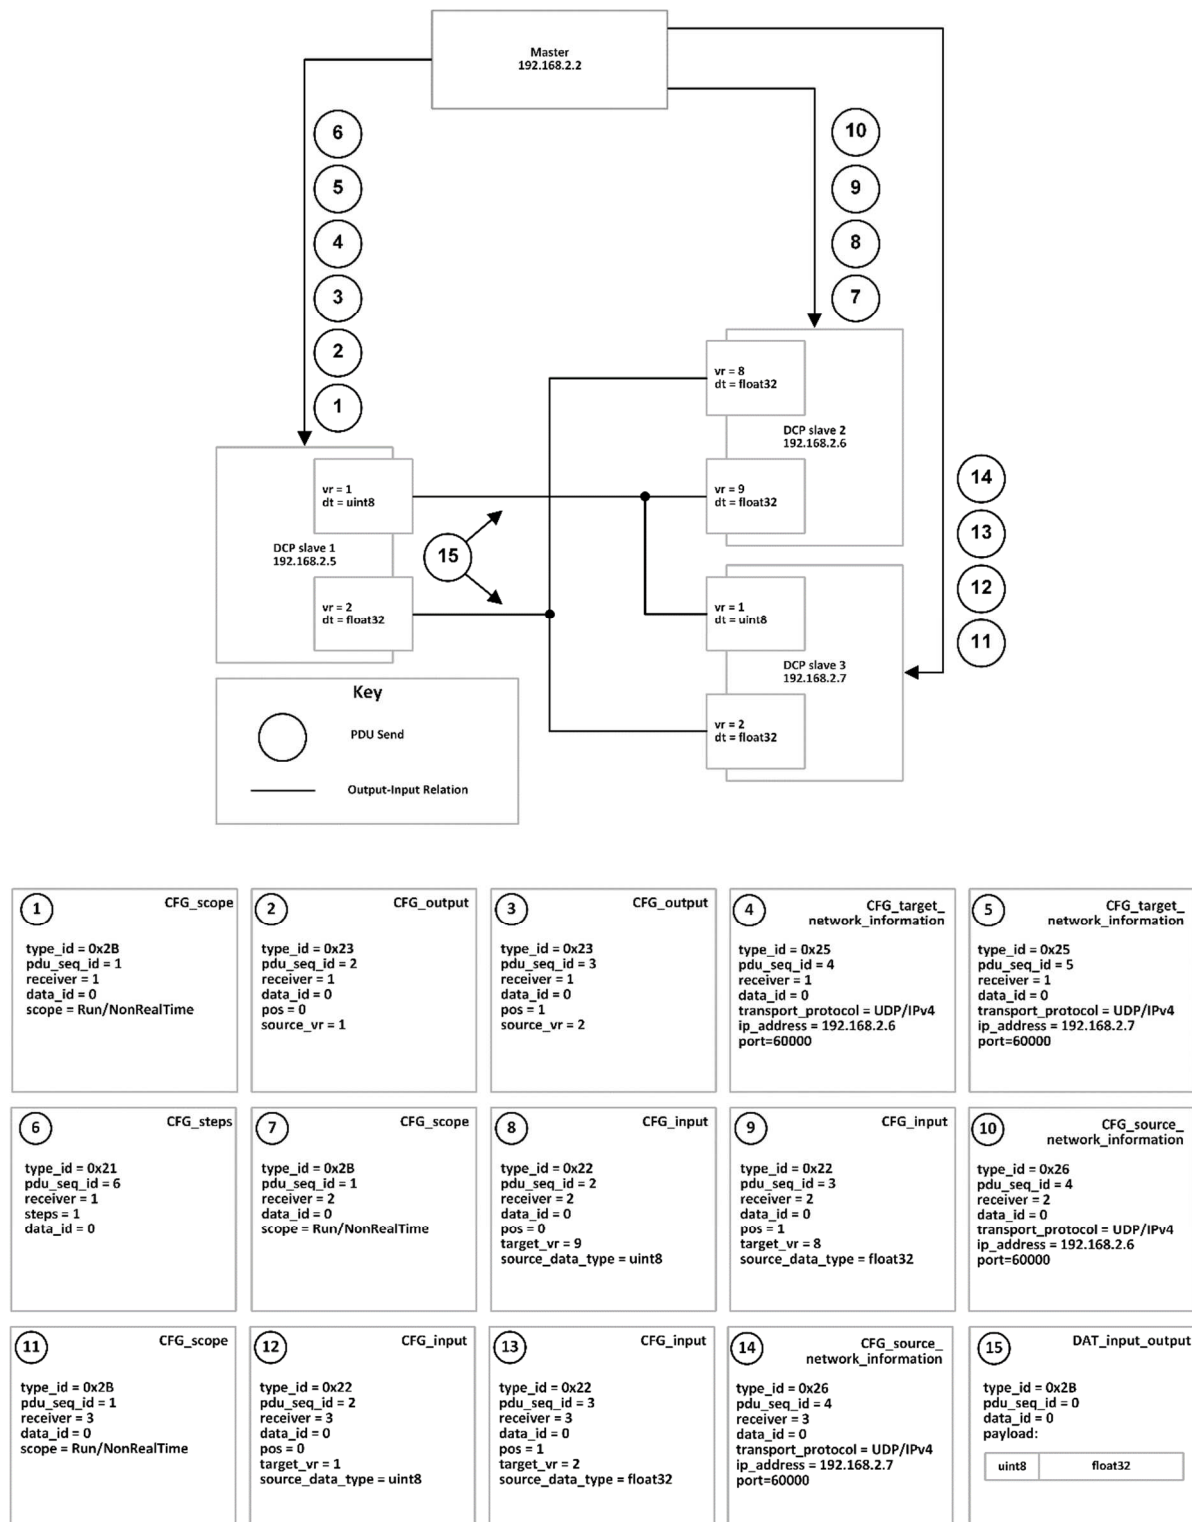 Master
192.168.2.2
6
5
4
3
2
1
10
9
8
7
vr = 8
dt = float32
DCP slave 2
192.168.2.6
vr = 9
dt = float32
vr = 1
dt = uint8
DCP slave 1
192.168.2.5
15
vr = 2
dt = float32
14
13
12
11
vr = 1
dt = uint8
DCP slave 3
192.168.2.7
vr = 2
dt = float32
Key
PDU Send
Output-Input Relation
1
CFG_scope
type_id = 0x2B
pdu_seq_id = 1
receiver = 1
data_id = 0
scope = Run/NonRealTime
2
CFG_output
type_id = 0x23
pdu_seq_id = 2
receiver = 1
data_id = 0
pos = 0
source_vr = 1
3
CFG_output
type_id = 0x23
pdu_seq_id = 3
receiver = 1
data_id = 0
pos = 1
source_vr = 2
4
CFG_target_
network_information
type_id = 0x25
pdu_seq_id = 4
receiver = 1
data_id = 0
transport_protocol = UDP/IPv4
ip_address = 192.168.2.6
port=60000
5
CFG_target_
network_information
type_id = 0x25
pdu_seq_id = 5
receiver = 1
data_id = 0
transport_protocol = UDP/IPv4
ip_address = 192.168.2.7
port=60000
6
CFG_steps
type_id = 0x21
pdu_seq_id = 6
receiver = 1
steps = 1
data_id = 0
7
CFG_scope
type_id = 0x2B
pdu_seq_id = 1
receiver = 2
data_id = 0
scope = Run/NonRealTime
8
CFG_input
type_id = 0x22
pdu_seq_id = 2
receiver = 2
data_id = 0
pos = 0
target_vr = 9
source_data_type = uint8
9
CFG_input
type_id = 0x22
pdu_seq_id = 3
receiver = 2
data_id = 0
pos = 1
target_vr = 8
source_data_type = float32
10
CFG_source_
network_information
type_id = 0x26
pdu_seq_id = 4
receiver = 2
data_id = 0
transport_protocol = UDP/IPv4
ip_address = 192.168.2.6
port=60000
11
CFG_scope
type_id = 0x2B
pdu_seq_id = 1
receiver = 3
data_id = 0
scope = Run/NonRealTime
12
CFG_input
type_id = 0x22
pdu_seq_id = 2
receiver = 3
data_id = 0
pos = 0
target_vr = 1
source_data_type = uint8
13
CFG_input
type_id = 0x22
pdu_seq_id = 3
receiver = 3
data_id = 0
pos = 1
target_vr = 2
source_data_type = float32
14
CFG_source_
network_information
type_id = 0x26
pdu_seq_id = 4
receiver = 3
data_id = 0
transport_protocol = UDP/IPv4
ip_address = 192.168.2.7
port=60000
15
DAT_input_output
type_id = 0x2B
pdu_seq_id = 0
data_id = 0
payload:
uint8 float32